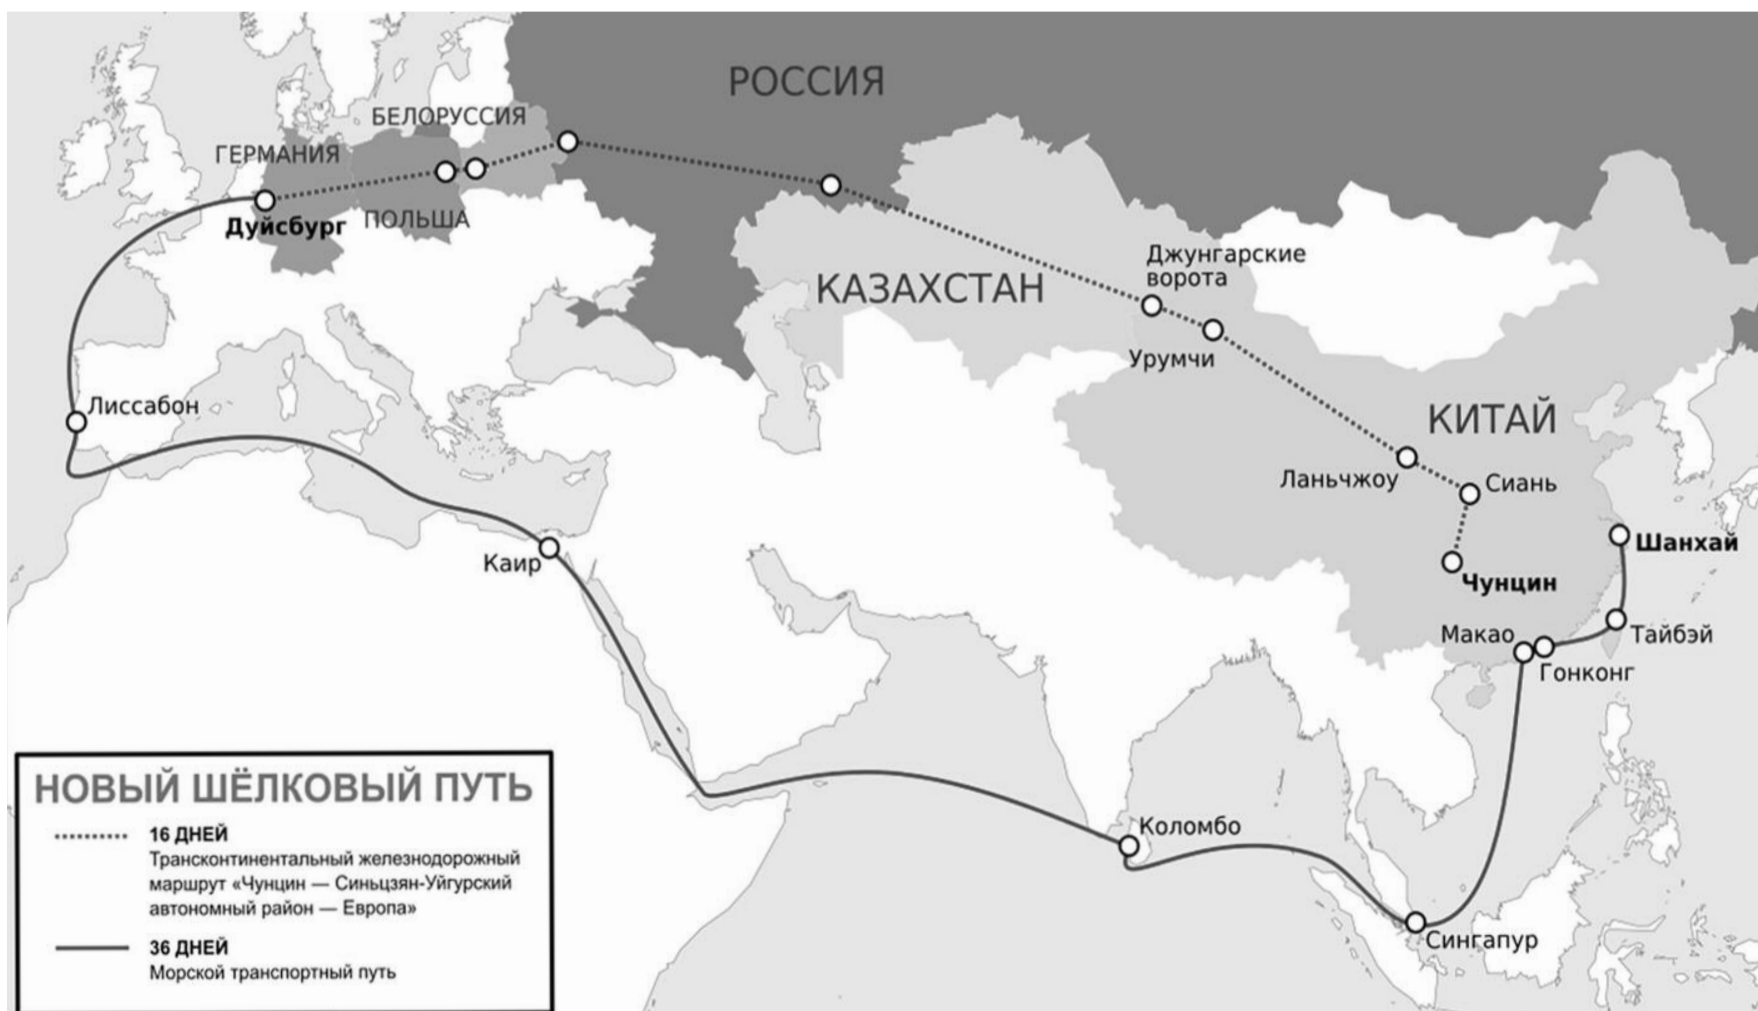 РОССИЯ
БЕЛОРУССИЯ
ГЕРМАНИЯ
Дуйсбург
ПОЛЬША
Джунгарские
ворота
КАЗАХСТАН
Урумчи
Лиссабон
КИТАЙ
Ланьчжоу
Сиань
Каир
Шанхай
Чунцин
Макао
Тайбэй
Гонконг
Коломбо
Сингапур
НОВЫЙ ШЁЛКОВЫЙ ПУТЬ
16 ДНЕЙ
Трансконтинентальный железнодорожный
маршрут «Чунцин — Синьцзян-Уйгурский
автономный район — Европа»
36 ДНЕЙ
Морской транспортный путь